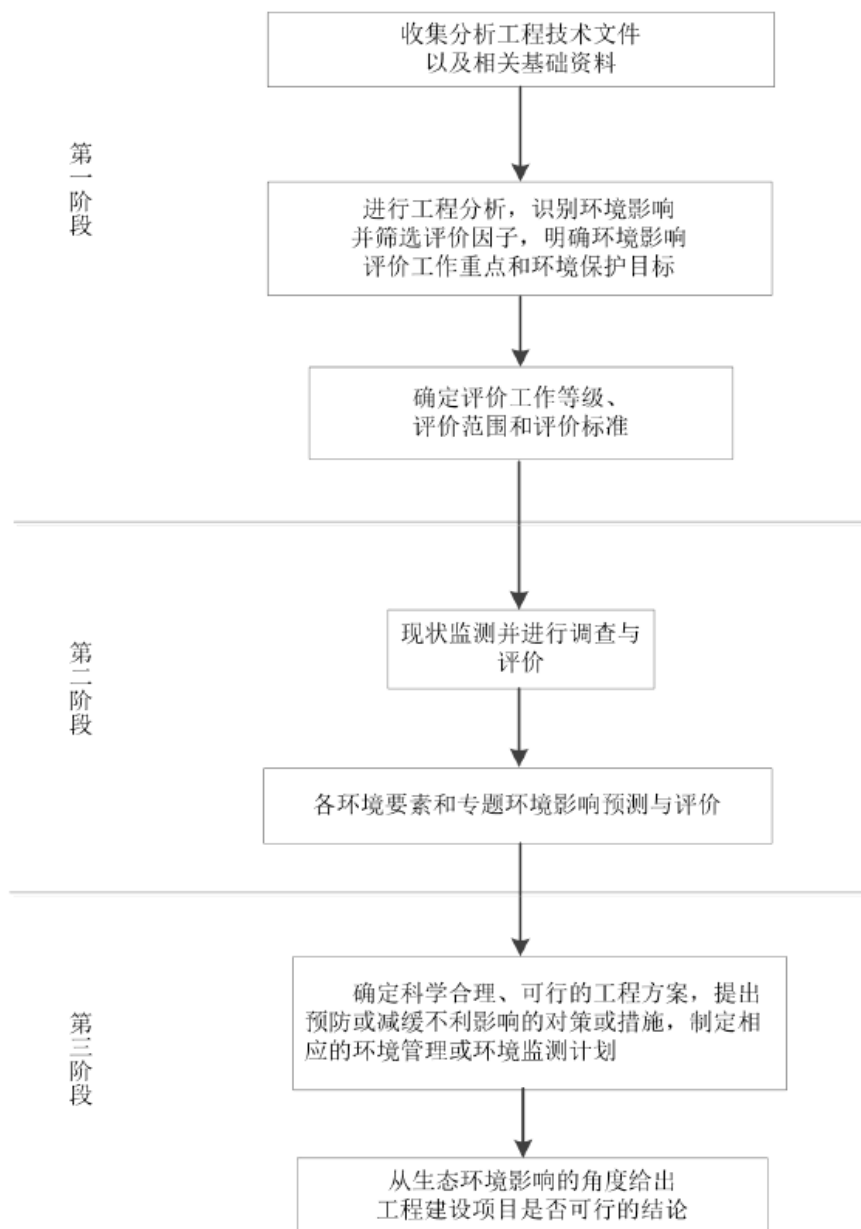 收集分析工程技术文件
以及相关基础资料
第一阶段
进行工程分析，识别环境影响
并筛选评价因子，明确环境影响
评价工作重点和环境保护目标
确定评价工作等级、
评价范围和评价标准
第二阶段
现状监测并进行调查与
评价
各环境要素和专题环境影响预测与评价
第三阶段
确定科学合理、可行的工程方案，提出
预防或减缓不利影响的对策或措施，制定相
应的环境管理或环境监测计划
从生态环境影响的角度给出
工程建设项目是否可行的结论